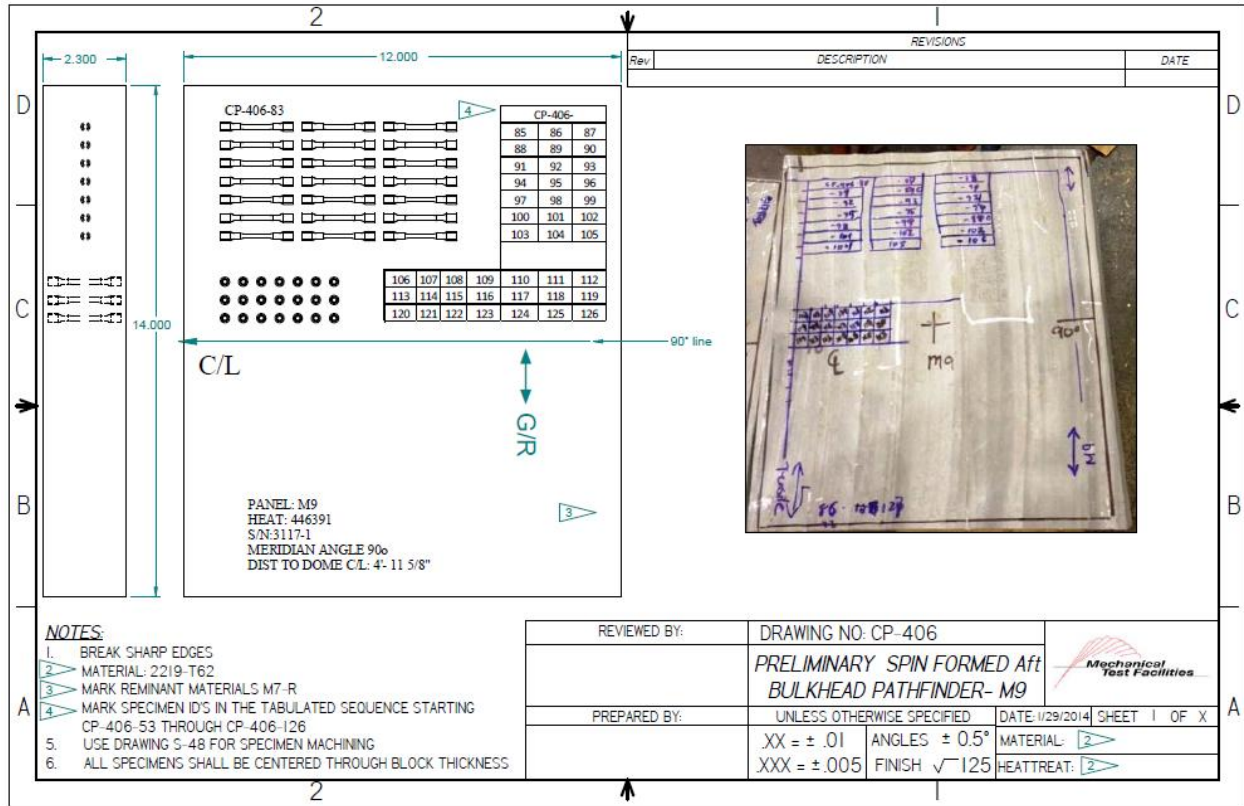 2
1
REVISIONS
Rev
DESCRIPTION
DATE
D
D
2.300
12.000
CP-406-83
4
CP-406-
85 86 87
88 89 90
91 92 93
94 95 96
97 98 99
100 101 102
103 104 105
106 107 108 109 110 111 112
113 114 115 116 117 118 119
120 121 122 123 124 125 126
C
C
14.000
90° line
C/L
G/R
90°
M9
M9
B
B
PANEL: M9
HEAT: 446391
S/N:3117-1
MERIDIAN ANGLE 90o
DIST TO DOME C/L: 4'- 11 5/8"
3
NOTES:
1. BREAK SHARP EDGES
2 MATERIAL: 2219-T62
3 MARK REMINANT MATERIALS M7-R
4 MARK SPECIMEN ID'S IN THE TABULATED SEQUENCE STARTING
CP-406-53 THROUGH CP-406-126
5. USE DRAWING S-48 FOR SPECIMEN MACHINING
6. ALL SPECIMENS SHALL BE CENTERED THROUGH BLOCK THICKNESS
A
A
REVIEWED BY:
PREPARED BY:
DRAWING NO: CP-406
PRELIMINARY SPIN FORMED Aft
BULKHEAD PATHFINDER- M9
Mechanical
Test Facilities
UNLESS OTHERWISE SPECIFIED
DATE: 1/29/2014 SHEET 1 OF X
.XX = ± .01 ANGLES ± 0.5° MATERIAL: 2
.XXX = ±.005 FINISH √125 HEATTREAT: 2
2
1